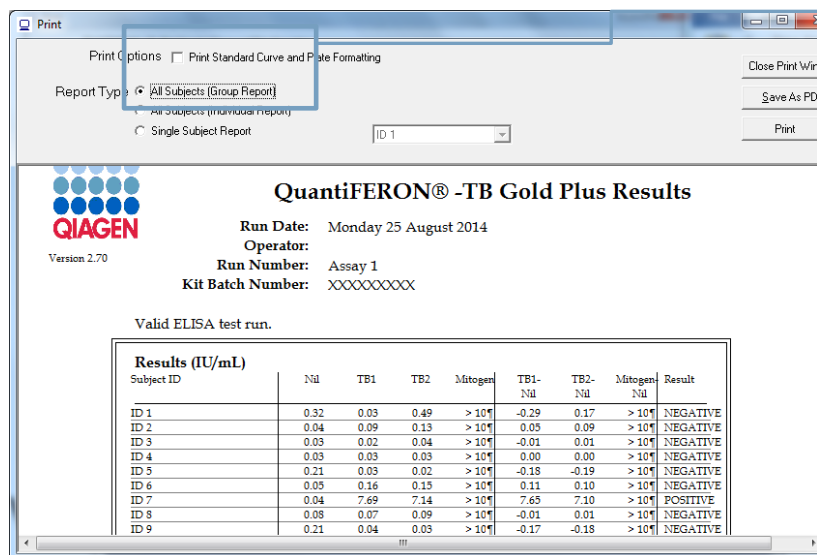 Print
Print Options Print Standard Curve and Plate Formatting
Close Print Win
Report Type All Subjects (Group Report)
All Subjects (Individual Report)
Save As PD
Single Subject Report
ID 1
Print
QIAGEN
Version 2.70
QuantiFERON® -TB Gold Plus Results
Run Date: Monday 25 August 2014
Operator:
Run Number: Assay 1
Kit Batch Number: XXXXXXXXX
Valid ELISA test run.
Results (IU/mL)
Subject ID Nil TB1 TB2 Mitogen TB1-Nil TB2-Nil Mitogen-Nil Result
ID 1 0.32 0.03 0.49 > 10¶ -0.29 0.17 > 10¶ NEGATIVE
ID 2 0.04 0.09 0.13 > 10¶ 0.05 0.09 > 10¶ NEGATIVE
ID 3 0.03 0.02 0.04 > 10¶ -0.01 0.01 > 10¶ NEGATIVE
ID 4 0.03 0.03 0.03 > 10¶ 0.00 0.00 > 10¶ NEGATIVE
ID 5 0.21 0.03 0.02 > 10¶ -0.18 -0.19 > 10¶ NEGATIVE
ID 6 0.05 0.16 0.15 > 10¶ 0.11 0.10 > 10¶ NEGATIVE
ID 7 0.04 7.69 7.14 > 10¶ 7.65 7.10 > 10¶ POSITIVE
ID 8 0.08 0.07 0.09 > 10¶ -0.01 0.01 > 10¶ NEGATIVE
ID 9 0.21 0.04 0.03 > 10¶ -0.17 -0.18 > 10¶ NEGATIVE